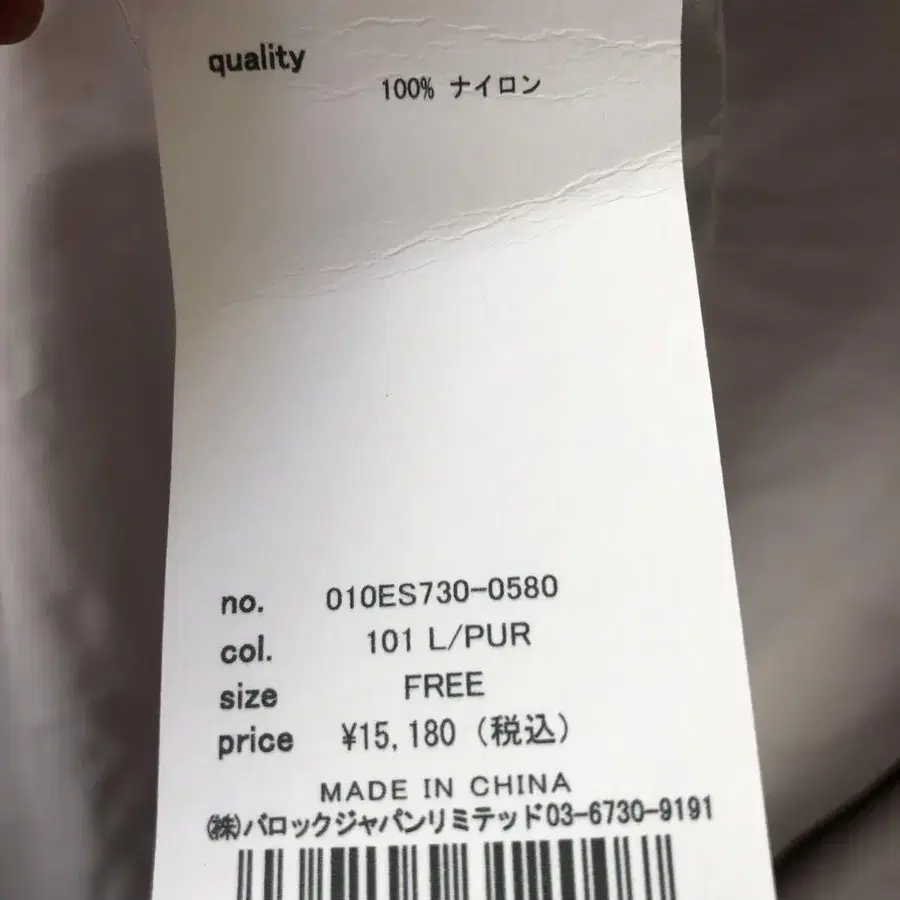 quality
100% ナイロン
no. 010ES730-0580
col. 101 L/PUR
size FREE
price ¥15,180 (税込)
MADE IN CHINA
(株)バロックジャパンリミテッド03-6730-9191